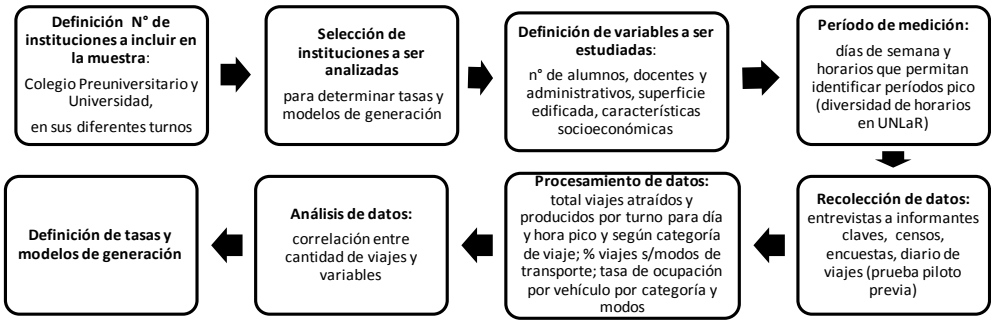 Definición N° de
instituciones a incluir en
la muestra:
Colegio Preuniversitario y
Universidad,
en sus diferentes turnos
Selección de
instituciones a ser
analizadas
para determinar tasas y
modelos de generación
Definición de variables a ser
estudiadas:
n° de alumnos, docentes y
administrativos, superficie
edificada, características
socioeconómicas
Período de medición:
días de semana y
horarios que permitan
identificar períodos pico
(diversidad de horarios
en UNLaR)
Recolección de datos:
entrevistas a informantes
claves, censos,
encuestas, diario de
viajes (prueba piloto
previa)
Procesamiento de datos:
total viajes atraídos y
producidos por turno para día
y hora pico y según categoría
de viaje; % viajes s/modos de
transporte; tasa de ocupación
por vehículo por categoría y
modos
Análisis de datos:
correlación entre
cantidad de viajes y
variables
Definición de tasas y
modelos de generación